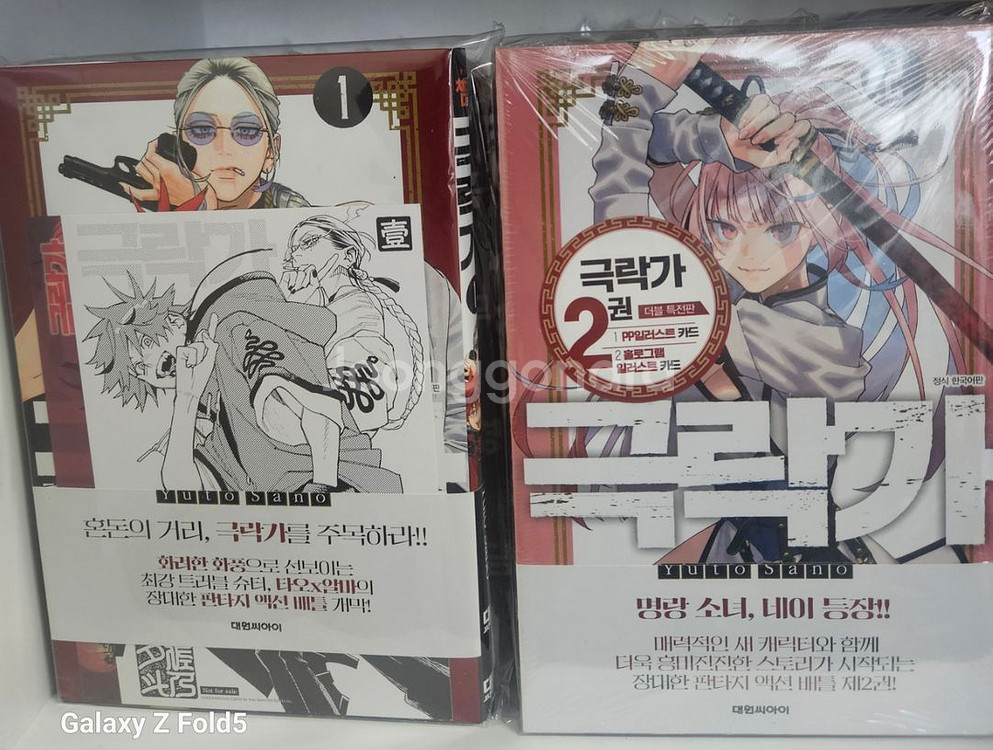 1
극락가
壹
Yuto Sano
혼돈의 거리, 극락가를 주목하라!!
화려한 화풍으로 선보이는
최강 트러블 슈터, 타오x알마의
장대한 판타지 액션 배틀 개막!
대원씨아이
Not for sale
극락가
2권
더블 특전판
1 PP일러스트 카드
2 홀로그램
일러스트 카드
정식 한국어판
극락가
Yuto Sano
명랑 소녀, 네이 등장!!
매력적인 새 캐릭터와 함께
더욱 흥미진진한 스토리가 시작되는
장대한 판타지 액션 배틀 제2권!
대원씨아이
Galaxy Z Fold5